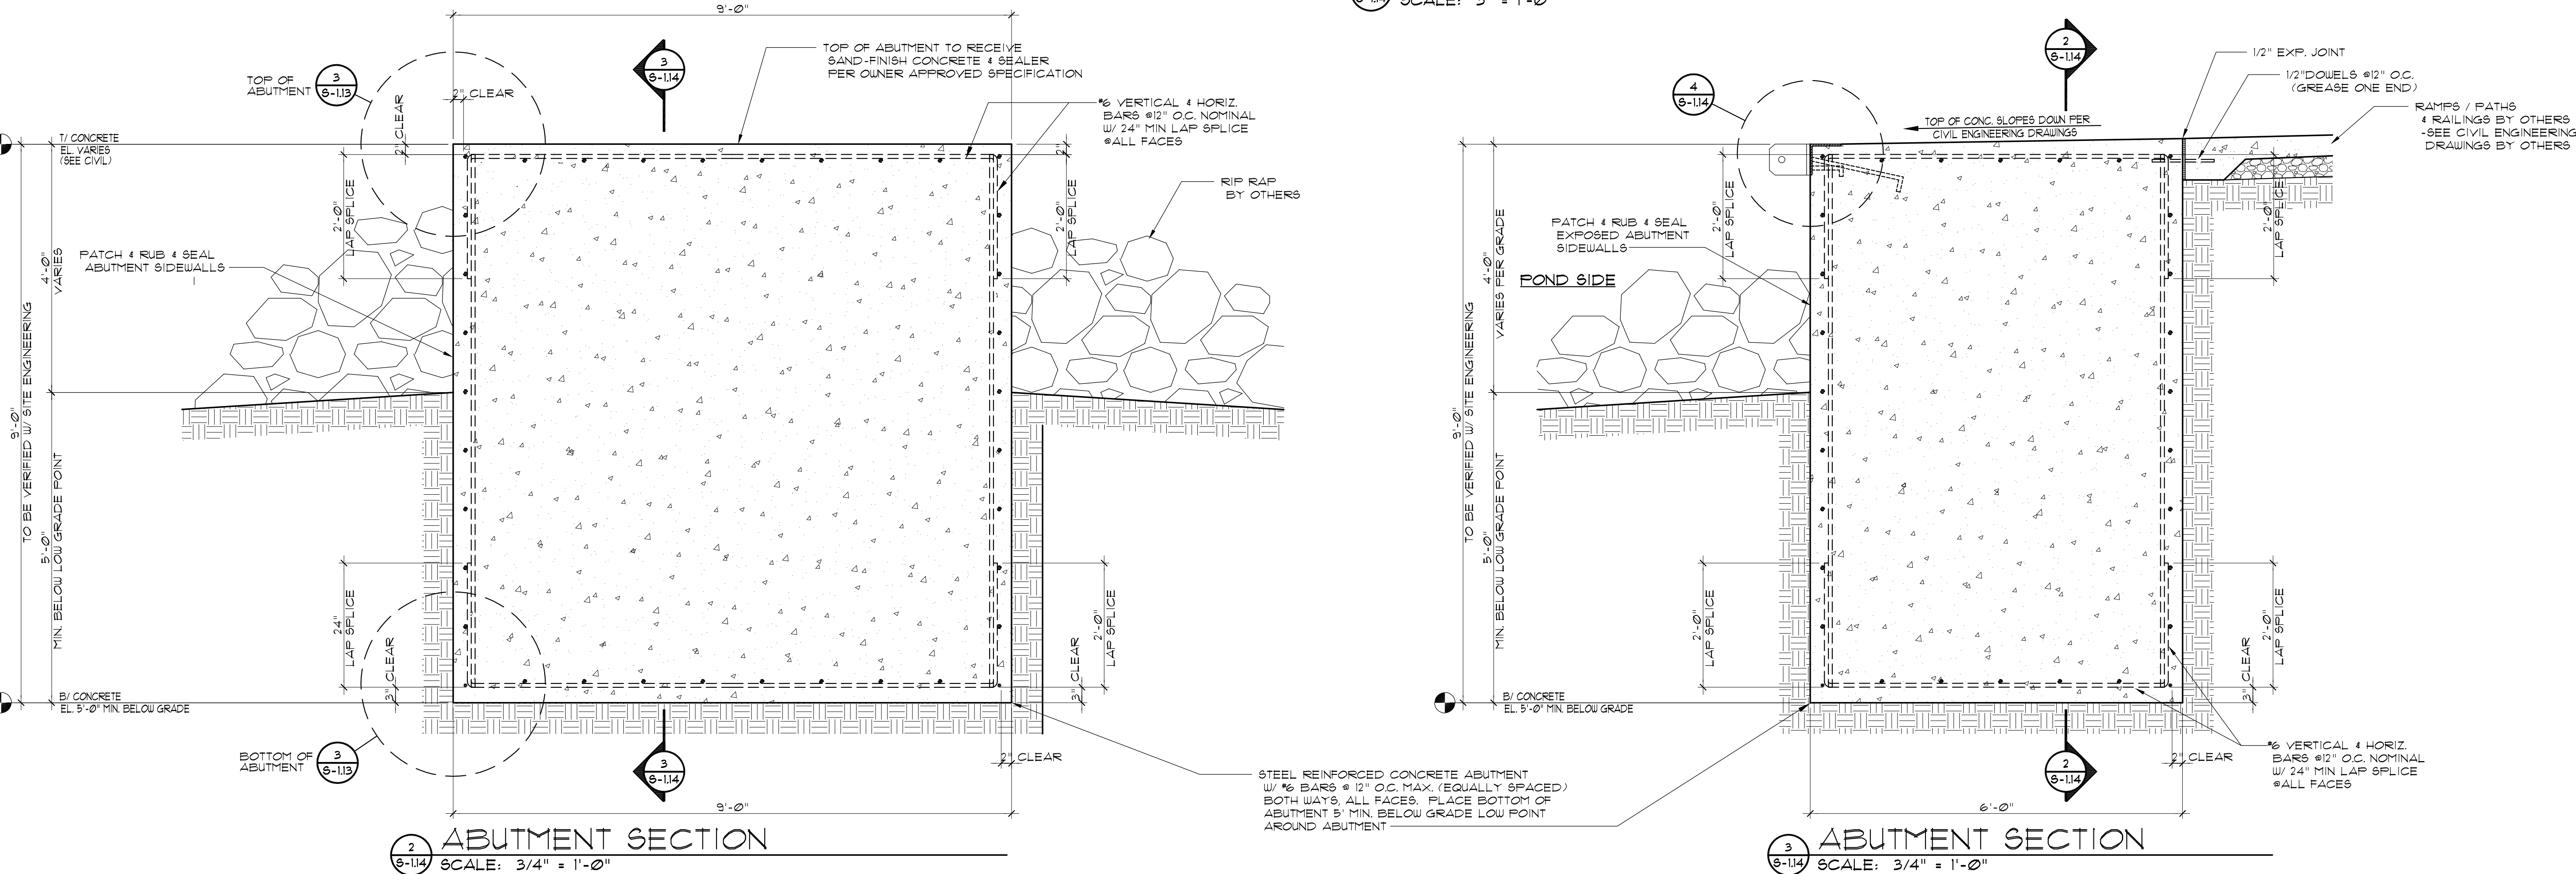 S-1.14
SCALE: 3" = 1'-0"
9'-0"
TOP OF
ABUTMENT
3
S-1.13
3
S-1.14
TOP OF ABUTMENT TO RECEIVE
SAND-FINISH CONCRETE & SEALER
PER OWNER APPROVED SPECIFICATION
2" CLEAR
2" CLEAR
#6 VERTICAL & HORIZ.
BARS @12" O.C. NOMINAL
W/ 24" MIN LAP SPLICE
@ALL FACES
T/ CONCRETE
EL. VARIES
(SEE CIVIL)
2"
2'-0"
LAP SPLICE
2'-0"
LAP SPLICE
RIP RAP
BY OTHERS
PATCH & RUB & SEAL
ABUTMENT SIDEWALLS
4'-0"
VARIES
9'-0"
TO BE VERIFIED W/ SITE ENGINEERING
5'-0"
MIN. BELOW LOW GRADE POINT
24"
LAP SPLICE
3" CLEAR
2'-0"
LAP SPLICE
3" CLEAR
B/ CONCRETE
EL. 5'-0" MIN. BELOW GRADE
BOTTOM OF
ABUTMENT
3
S-1.13
3
S-1.14
2" CLEAR
9'-0"
STEEL REINFORCED CONCRETE ABUTMENT
W/ #6 BARS @ 12" O.C. MAX. (EQUALLY SPACED)
BOTH WAYS, ALL FACES. PLACE BOTTOM OF
ABUTMENT 5' MIN. BELOW GRADE LOW POINT
AROUND ABUTMENT
2
S-1.14
ABUTMENT SECTION
SCALE: 3/4" = 1'-0"
2
S-1.14
4
S-1.14
1/2" EXP. JOINT
1/2"DOWELS @12" O.C.
(GREASE ONE END)
RAMPS / PATHS
& RAILINGS BY OTHERS
-SEE CIVIL ENGINEERING
DRAWINGS BY OTHERS
TOP OF CONC. SLOPES DOWN PER
CIVIL ENGINEERING DRAWINGS
2'-0"
LAP SPLICE
2'-0"
LAP SPLICE
PATCH & RUB & SEAL
EXPOSED ABUTMENT
SIDEWALLS
POND SIDE
4'-0"
VARIES PER GRADE
9'-0"
TO BE VERIFIED W/ SITE ENGINEERING
5'-0"
MIN. BELOW LOW GRADE POINT
2'-0"
LAP SPLICE
2'-0"
LAP SPLICE
3" CLEAR
B/ CONCRETE
EL. 5'-0" MIN. BELOW GRADE
2
S-1.14
2" CLEAR
#6 VERTICAL & HORIZ.
BARS @12" O.C. NOMINAL
W/ 24" MIN LAP SPLICE
@ALL FACES
6'-0"
3
S-1.14
ABUTMENT SECTION
SCALE: 3/4" = 1'-0"